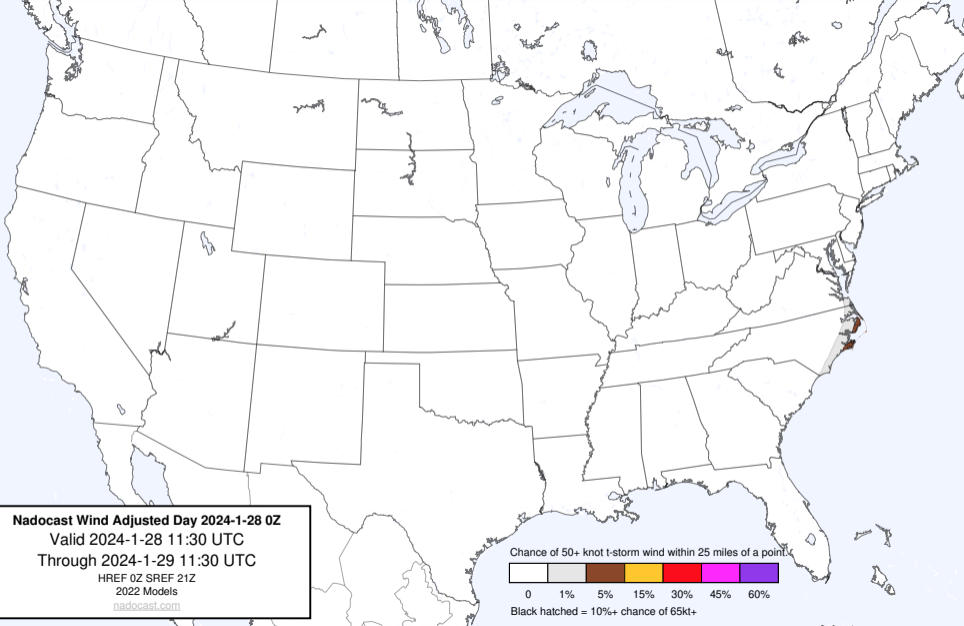 Nadocast Wind Adjusted Day 2024-1-28 0Z
Valid 2024-1-28 11:30 UTC
Through 2024-1-29 11:30 UTC
HREF 0Z SREF 21Z
2022 Models
nadocast.com
Chance of 50+ knot t-storm wind within 25 miles of a point.
0 1% 5% 15% 30% 45% 60%
Black hatched = 10%+ chance of 65kt+